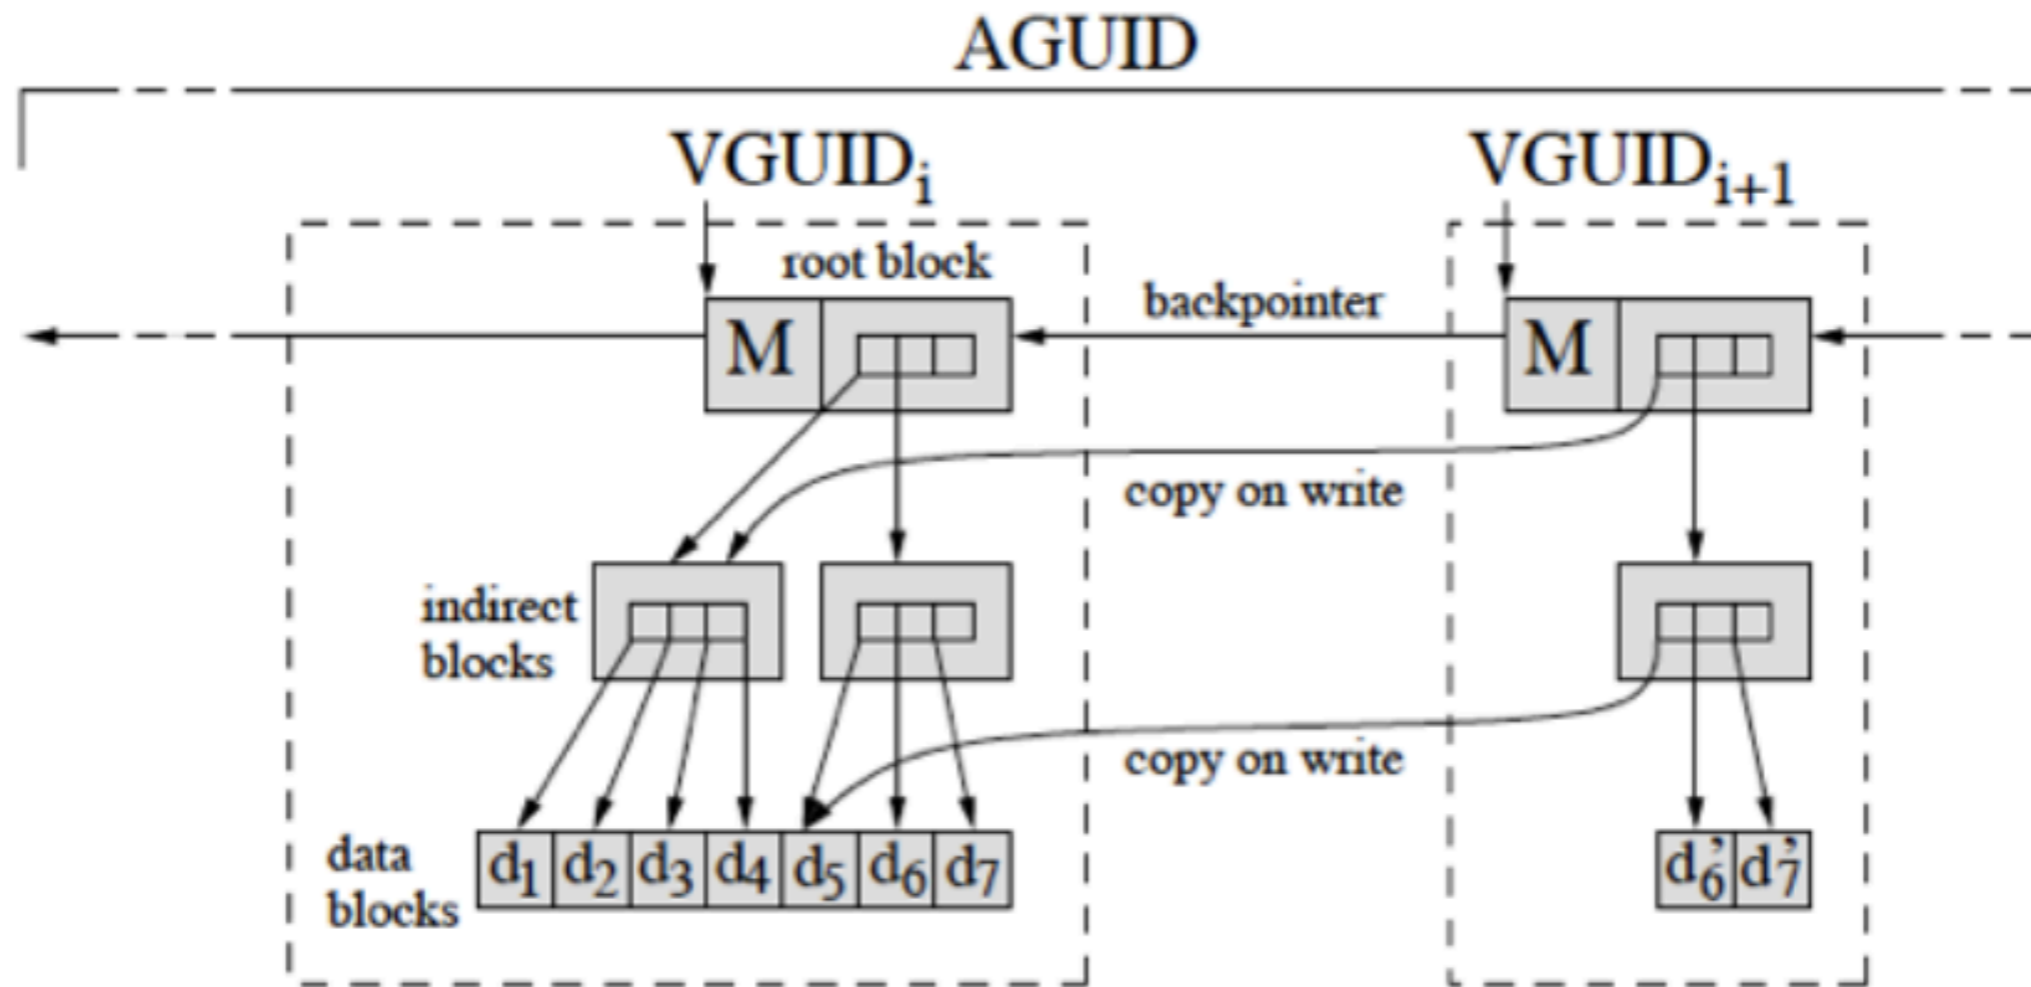 AGUID
VGUIDi
VGUIDi+1
root block
backpointer
M
M
copy on write
indirect
blocks
copy on write
data
blocks
d1 d2 d3 d4 d5 d6 d7
d'6 d'7